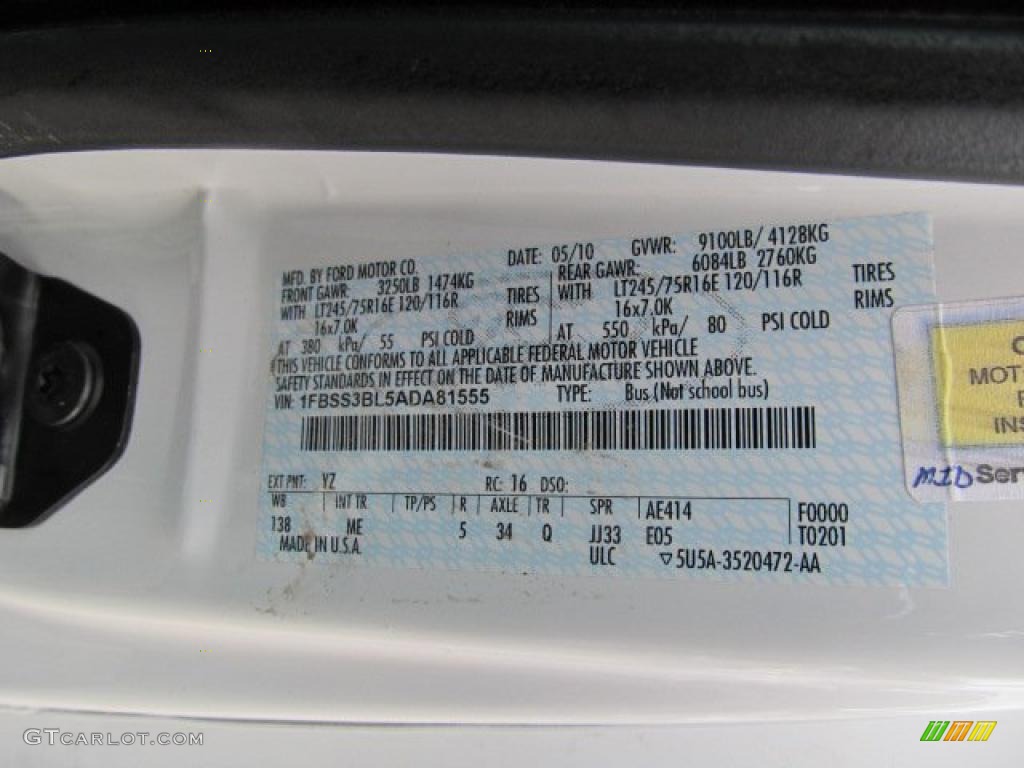 MFD. BY FORD MOTOR CO. DATE: 05/10 GVWR: 9100LB/ 4128KG
FRONT GAWR: 3250LB 1474KG REAR GAWR: 6084LB 2760KG
WITH LT245/75R16E 120/116R TIRES WITH LT245/75R16E 120/116R TIRES
16x7.0K RIMS 16x7.0K RIMS
AT 380 kPa/ 55 PSI COLD AT 550 kPa/ 80 PSI COLD
THIS VEHICLE CONFORMS TO ALL APPLICABLE FEDERAL MOTOR VEHICLE
SAFETY STANDARDS IN EFFECT ON THE DATE OF MANUFACTURE SHOWN ABOVE.
VIN: 1FBSS3BL5ADA81555 TYPE: Bus (Not school bus)
EXT PNT: YZ RC: 16 DSO:
WB INT TR TP/PS R AXLE TR SPR AE414 F0000
138 ME 5 34 Q JJ33 E05 T0201
MADE IN U.S.A. ULC ▽5U5A-3520472-AA
MOT
INS
MID Serv
GTCARLOT.COM